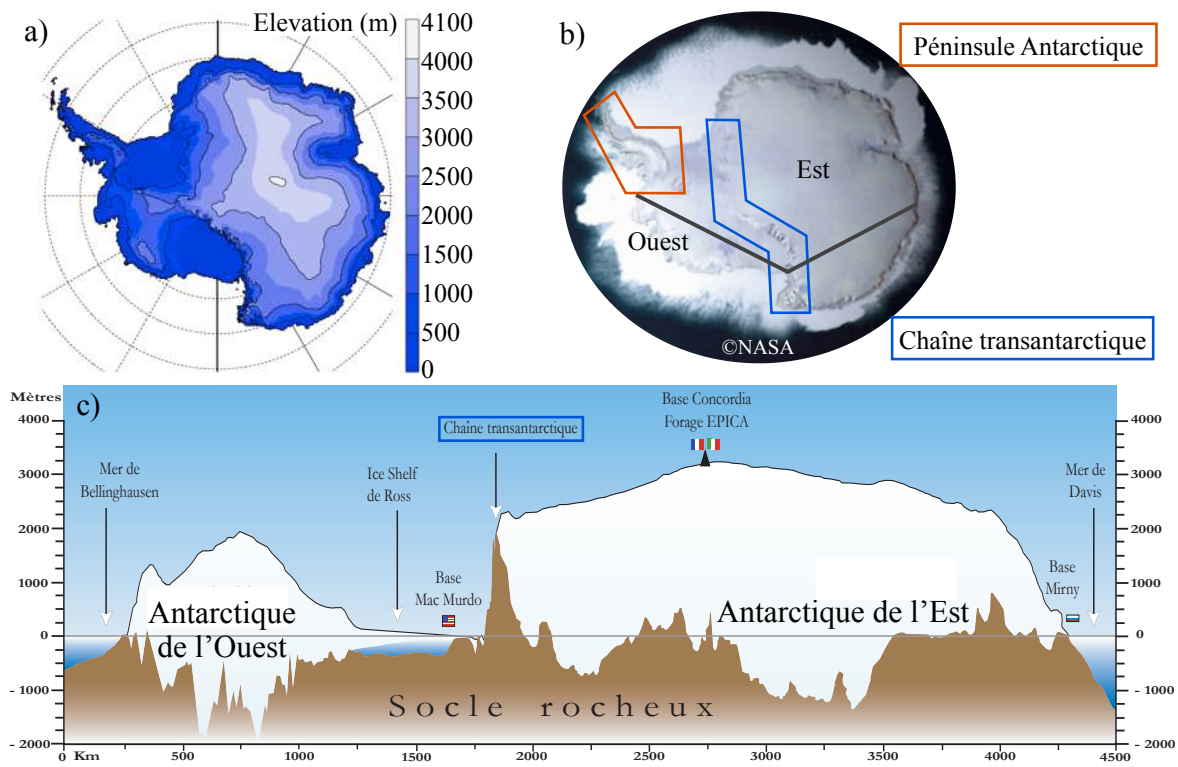 a)
Elevation (m)
4100
4000
3500
3000
2500
2000
1500
1000
500
0
b)
Péninsule Antarctique
Est
Ouest
©NASA
Chaîne transantarctique
c)
Mètres
4000
3000
2000
1000
0
- 1000
- 2000
Mer de
Bellinghausen
Ice Shelf
de Ross
Chaîne transantarctique
Base
Mac Murdo
Base Concordia
Forage EPICA
Mer de
Davis
Base
Mirny
Antarctique
de l’Ouest
Antarctique de l’Est
Socle rocheux
4000
3000
2000
1000
0
- 1000
- 2000
0 Km 500 1000 1500 2000 2500 3000 3500 4000 4500